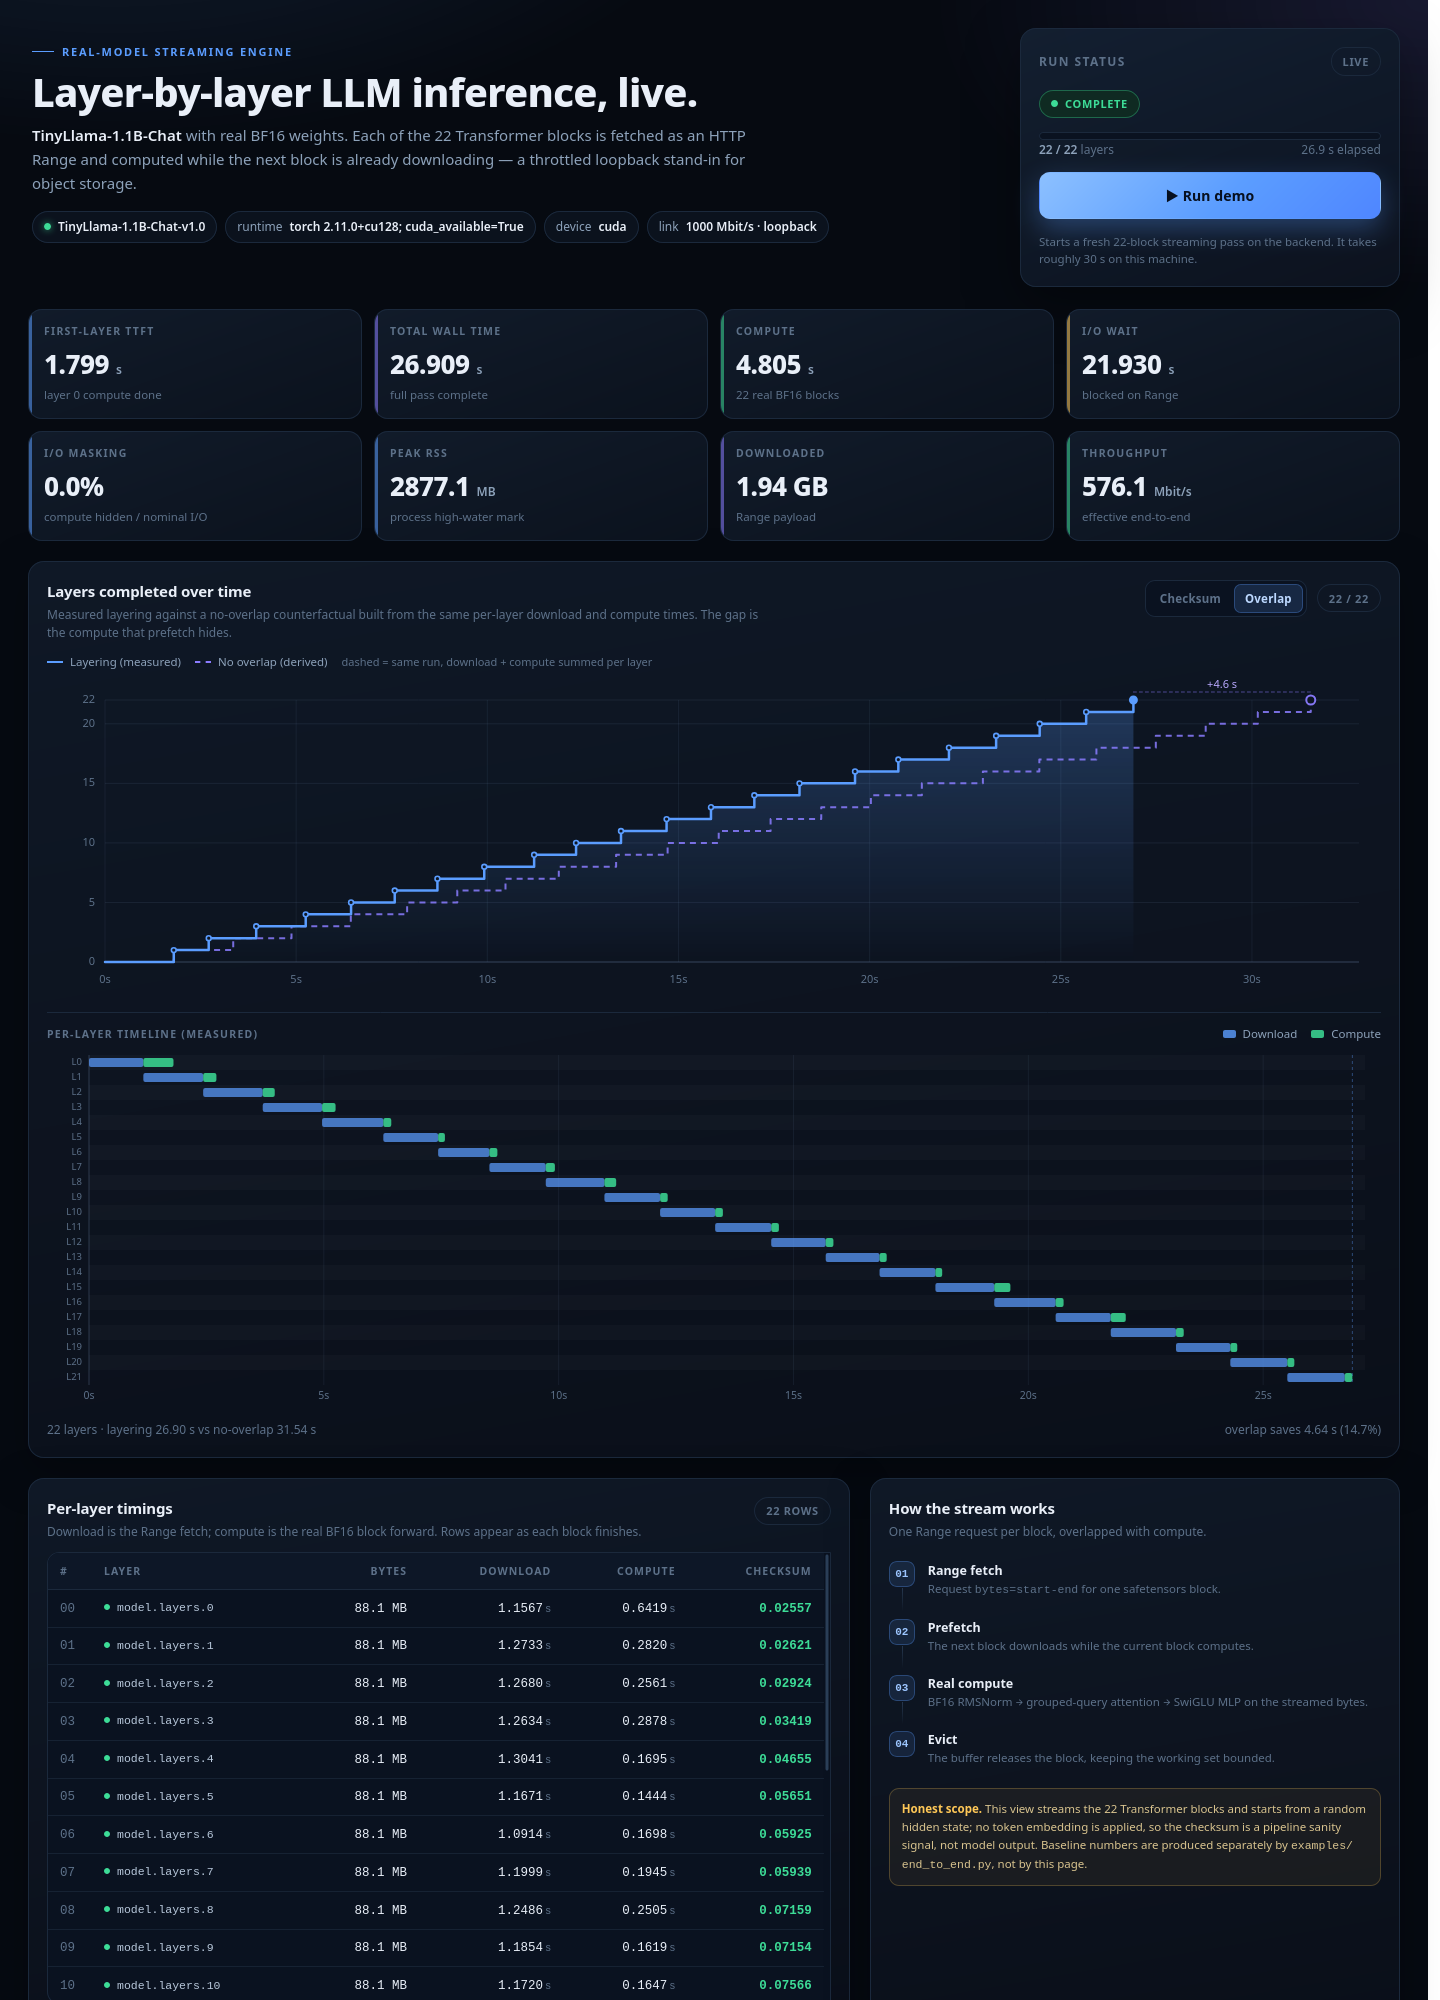 REAL-MODEL STREAMING ENGINE
Layer-by-layer LLM inference, live.
TinyLlama-1.1B-Chat with real BF16 weights. Each of the 22 Transformer blocks is fetched as an HTTP
Range and computed while the next block is already downloading — a throttled loopback stand-in for
object storage.
TinyLlama-1.1B-Chat-v1.0
runtime torch 2.11.0+cu128; cuda_available=True
device cuda
link 1000 Mbit/s · loopback
RUN STATUS
LIVE
COMPLETE
22 / 22 layers
26.9 s elapsed
▶ Run demo
Starts a fresh 22-block streaming pass on the backend. It takes
roughly 30 s on this machine.
FIRST-LAYER TTFT
1.799 s
layer 0 compute done
TOTAL WALL TIME
26.909 s
full pass complete
COMPUTE
4.805 s
22 real BF16 blocks
I/O WAIT
21.930 s
blocked on Range
I/O MASKING
0.0%
compute hidden / nominal I/O
PEAK RSS
2877.1 MB
process high-water mark
DOWNLOADED
1.94 GB
Range payload
THROUGHPUT
576.1 Mbit/s
effective end-to-end
Layers completed over time
Measured layering against a no-overlap counterfactual built from the same per-layer download and compute times. The gap is
the compute that prefetch hides.
Checksum
Overlap
22 / 22
Layering (measured)
No overlap (derived)
dashed = same run, download + compute summed per layer
+4.6 s
22
20
15
10
5
0
0s
5s
10s
15s
20s
25s
30s
PER-LAYER TIMELINE (MEASURED)
Download
Compute
L0
L1
L2
L3
L4
L5
L6
L7
L8
L9
L10
L11
L12
L13
L14
L15
L16
L17
L18
L19
L20
L21
0s
5s
10s
15s
20s
25s
22 layers · layering 26.90 s vs no-overlap 31.54 s
overlap saves 4.64 s (14.7%)
Per-layer timings
22 ROWS
Download is the Range fetch; compute is the real BF16 block forward. Rows appear as each block finishes.
# LAYER BYTES DOWNLOAD COMPUTE CHECKSUM
00 model.layers.0 88.1 MB 1.1567 s 0.6419 s 0.02557
01 model.layers.1 88.1 MB 1.2733 s 0.2820 s 0.02621
02 model.layers.2 88.1 MB 1.2680 s 0.2561 s 0.02924
03 model.layers.3 88.1 MB 1.2634 s 0.2878 s 0.03419
04 model.layers.4 88.1 MB 1.3041 s 0.1695 s 0.04655
05 model.layers.5 88.1 MB 1.1671 s 0.1444 s 0.05651
06 model.layers.6 88.1 MB 1.0914 s 0.1698 s 0.05925
07 model.layers.7 88.1 MB 1.1999 s 0.1945 s 0.05939
08 model.layers.8 88.1 MB 1.2486 s 0.2505 s 0.07159
09 model.layers.9 88.1 MB 1.1854 s 0.1619 s 0.07154
10 model.layers.10 88.1 MB 1.1720 s 0.1647 s 0.07566
How the stream works
One Range request per block, overlapped with compute.
01
Range fetch
Request bytes=start-end for one safetensors block.
02
Prefetch
The next block downloads while the current block computes.
03
Real compute
BF16 RMSNorm → grouped-query attention → SwiGLU MLP on the streamed bytes.
04
Evict
The buffer releases the block, keeping the working set bounded.
Honest scope. This view streams the 22 Transformer blocks and starts from a random
hidden state; no token embedding is applied, so the checksum is a pipeline sanity
signal, not model output. Baseline numbers are produced separately by examples/
end_to_end.py, not by this page.